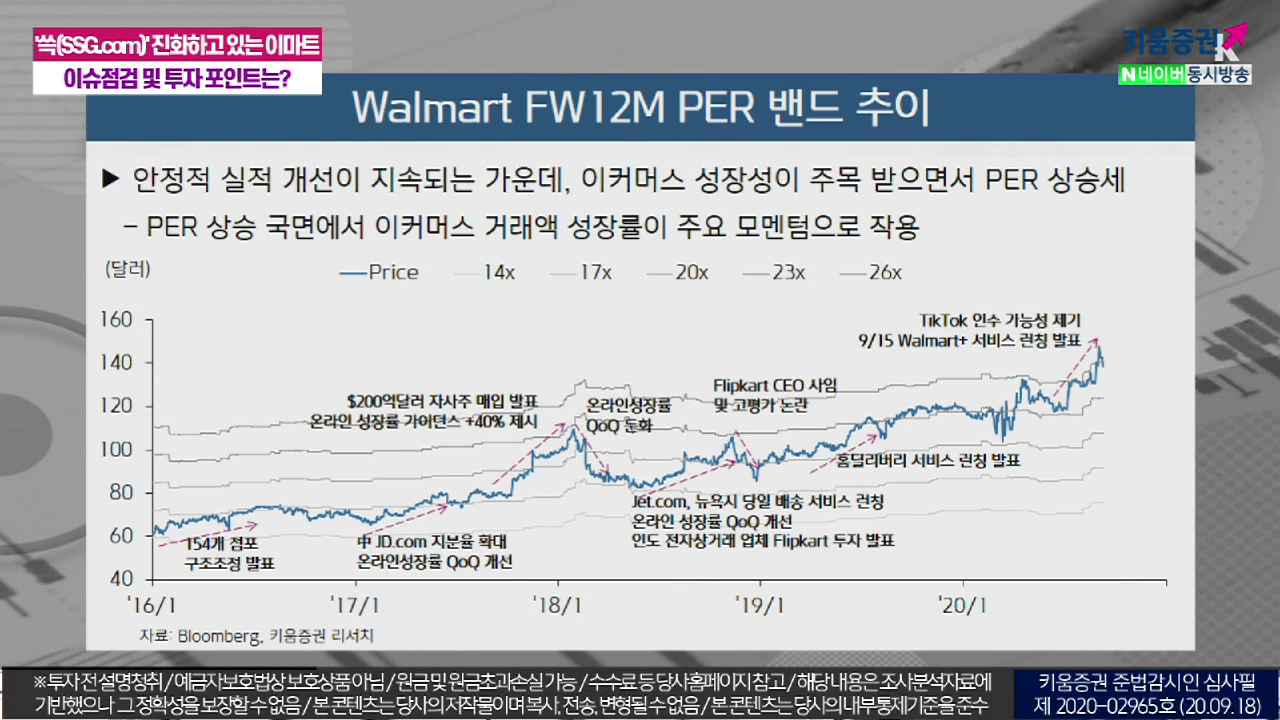 '쓱(SSG.com)' 진화하고 있는 이마트
이슈점검 및 투자 포인트는?
키움증권K
N 네이버 동시방송
Walmart FW12M PER 밴드 추이
▶ 안정적 실적 개선이 지속되는 가운데, 이커머스 성장성이 주목 받으면서 PER 상승세
– PER 상승 국면에서 이커머스 거래액 성장률이 주요 모멘텀으로 작용
(달러)
Price 14x 17x 20x 23x 26x
160
140
120
100
80
60
40
TikTok 인수 가능성 제기
9/15 Walmart+ 서비스 런칭 발표
Flipkart CEO 사임
및 고평가 논란
$200억달러 자사주 매입 발표
온라인 성장률 가이던스 +40% 제시
온라인성장률
QoQ 둔화
홈딜리버리 서비스 런칭 발표
Jet.com, 뉴욕시 당일 배송 서비스 런칭
온라인 성장률 QoQ 개선
인도 전자상거래 업체 Flipkart 투자 발표
154개 점포
구조조정 발표
中 JD.com 지분율 확대
온라인성장률 QoQ 개선
'16/1 '17/1 '18/1 '19/1 '20/1
자료: Bloomberg, 키움증권 리서치
※ 투자 전 설명청취 / 예금자보호법상 보호상품 아님 / 원금 및 원금초과손실 가능 / 수수료 등 당사홈페이지 참고 / 해당 내용은 조사분석자료에
기반했으나 그 정확성을 보장할 수 없음 / 본 콘텐츠는 당사의 저작물이며 복사, 전송, 변형될 수 없음 / 본 콘텐츠는 당사의 내부통제기준을 준수
키움증권 준법감시인 심사필
제 2020-02965호 (20.09.18)